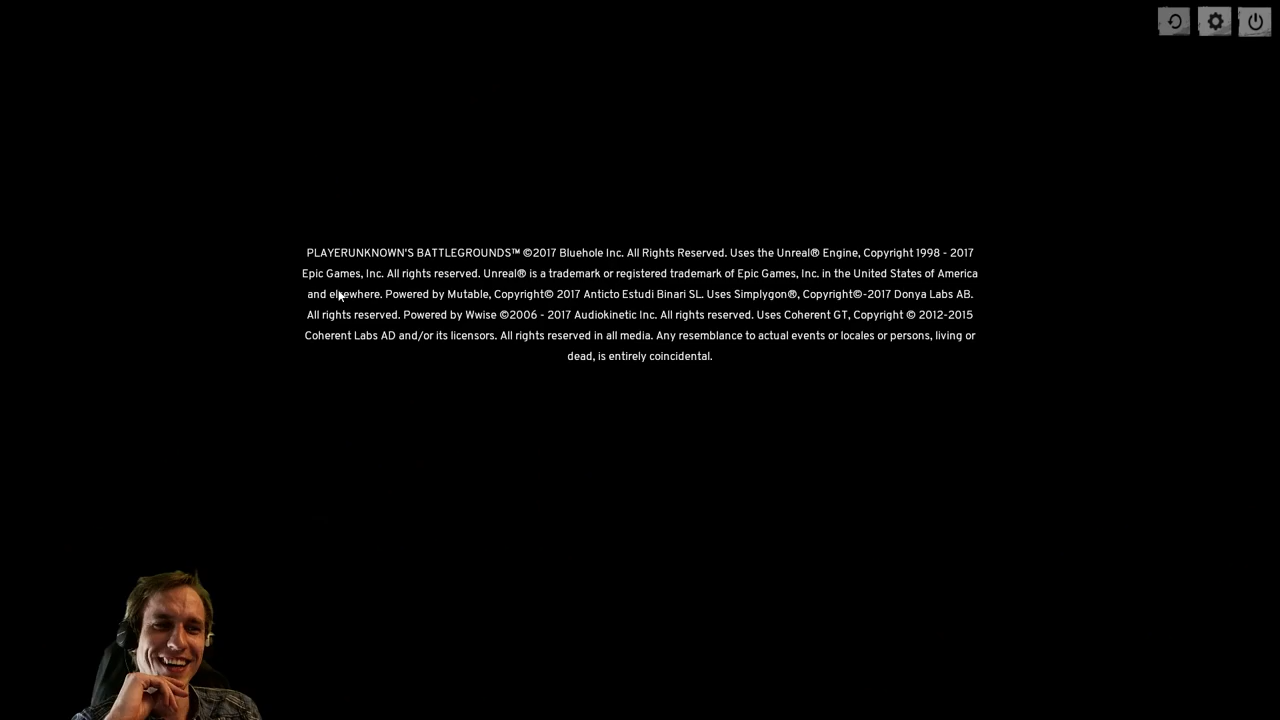 PLAYERUNKNOWN'S BATTLEGROUNDS™ ©2017 Bluehole Inc. All Rights Reserved. Uses the Unreal® Engine, Copyright 1998 - 2017
Epic Games, Inc. All rights reserved. Unreal® is a trademark or registered trademark of Epic Games, Inc. in the United States of America
and elsewhere. Powered by Mutable, Copyright© 2017 Anticto Estudi Binari SL. Uses Simplygon®, Copyright©-2017 Donya Labs AB.
All rights reserved. Powered by Wwise ©2006 - 2017 Audiokinetic Inc. All rights reserved. Uses Coherent GT, Copyright © 2012-2015
Coherent Labs AD and/or its licensors. All rights reserved in all media. Any resemblance to actual events or locales or persons, living or
dead, is entirely coincidental.